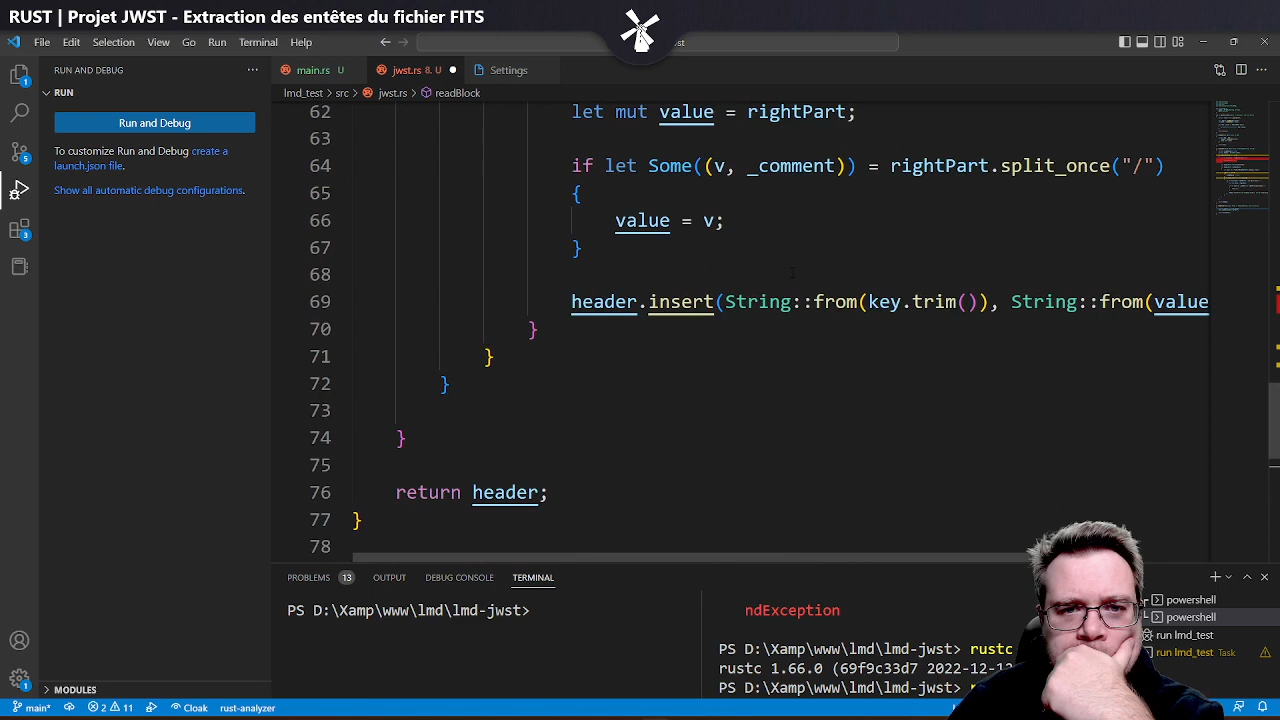 RUST | Projet JWST - Extraction des entêtes du fichier FITS
File Edit Selection View Go Run Terminal Help
st
RUN AND DEBUG
main.rs U
jwst.rs 8, U
Settings
RUN
lmd_test > src > jwst.rs > readBlock
Run and Debug
To customize Run and Debug create a
launch.json file.
Show all automatic debug configurations.
62 let mut value = rightPart;
63
64 if let Some((v, _comment)) = rightPart.split_once("/")
65 {
66 value = v;
67 }
68
69 header.insert(String::from(key.trim()), String::from(value
70 }
71 }
72 }
73
74 }
75
76 return header;
77 }
78
1
5
3
PROBLEMS 13 OUTPUT DEBUG CONSOLE TERMINAL
PS D:\Xamp\www\lmd\lmd-jwst>
ndException
PS D:\Xamp\www\lmd\lmd-jwst> rustc
rustc 1.66.0 (69f9c33d7 2022-12-12
PS D:\Xamp\www\lmd\lmd-jwst>
powershell
powershell
run lmd_test
run lmd_test Task
MODULES
1
main* 2 11 Cloak rust-analyzer